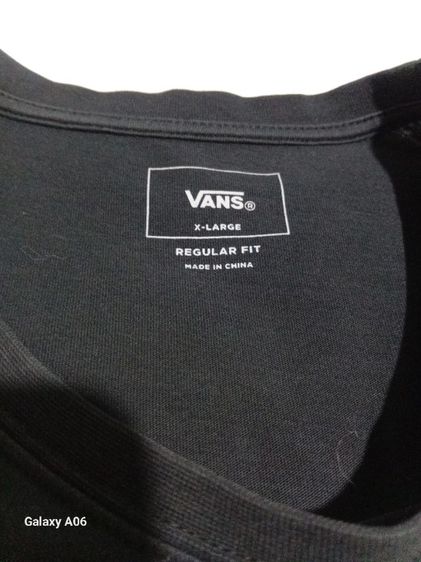 VANS®
X-LARGE
REGULAR FIT
MADE IN CHINA
Galaxy A06